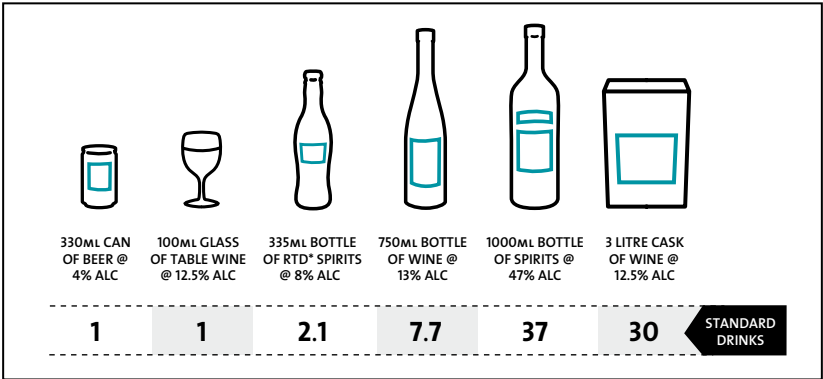 330ML CAN
OF BEER @
4% ALC
100ML GLASS
OF TABLE WINE
@ 12.5% ALC
335ML BOTTLE
OF RTD* SPIRITS
@ 8% ALC
750ML BOTTLE
OF WINE @
13% ALC
1000ML BOTTLE
OF SPIRITS @
47% ALC
3 LITRE CASK
OF WINE @
12.5% ALC
1
1
2.1
7.7
37
30
STANDARD
DRINKS